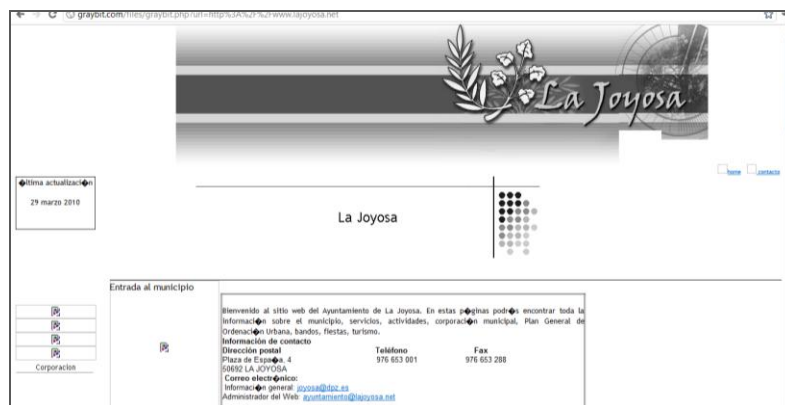 graybit.com/files/graybit.php?url=http%3A%2F%2Fwww.lajoyosa.net
La Joyosa
home contacto
�ltima actualizaci�n
29 marzo 2010
La Joyosa
Entrada al municipio
Bienvenido al sitio web del Ayuntamiento de La Joyosa. En estas p�ginas podr�s encontrar toda la
informaci�n sobre el municipio, servicios, actividades, corporaci�n municipal, Plan General de
Ordenaci�n Urbana, bandos, fiestas, turismo.
Información de contacto
Dirección postal Teléfono Fax
Plaza de Espa�a, 4 976 653 001 976 653 288
50692 LA JOYOSA
Correo electr�nico:
Informaci�n general: joyosa@dpz.es
Administrador del Web: ayuntamiento@lajoyosa.net
Corporacion